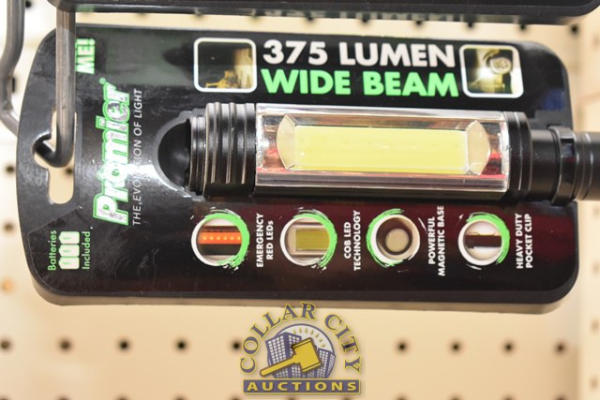 375 LUMEN
WIDE BEAM
ME!
Premier
THE EVOLUTION OF LIGHT
Batteries
Included
EMERGENCY
RED LEDs
COB LED
TECHNOLOGY
POWERFUL
MAGNETIC BASE
HEAVY DUTY
POCKET CLIP
COLLAR CITY
AUCTIONS